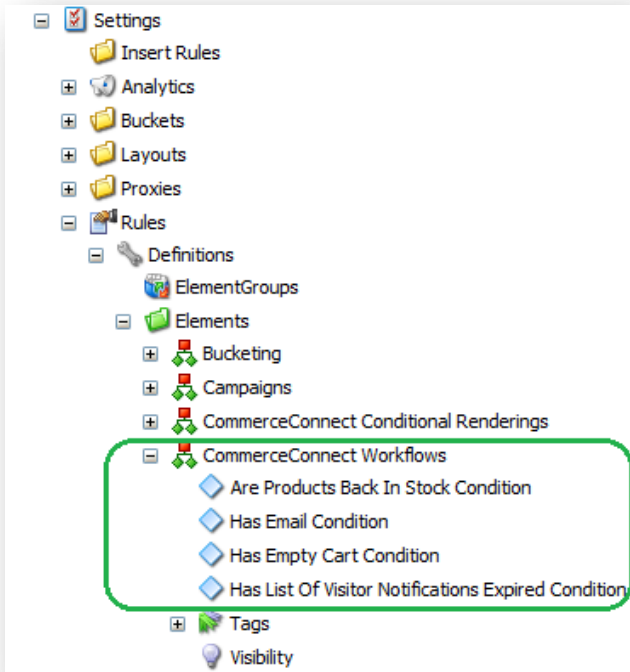 Settings
Insert Rules
Analytics
Buckets
Layouts
Proxies
Rules
Definitions
ElementGroups
Elements
Bucketing
Campaigns
CommerceConnect Conditional Renderings
CommerceConnect Workflows
Are Products Back In Stock Condition
Has Email Condition
Has Empty Cart Condition
Has List Of Visitor Notifications Expired Condition
Tags
Visibility